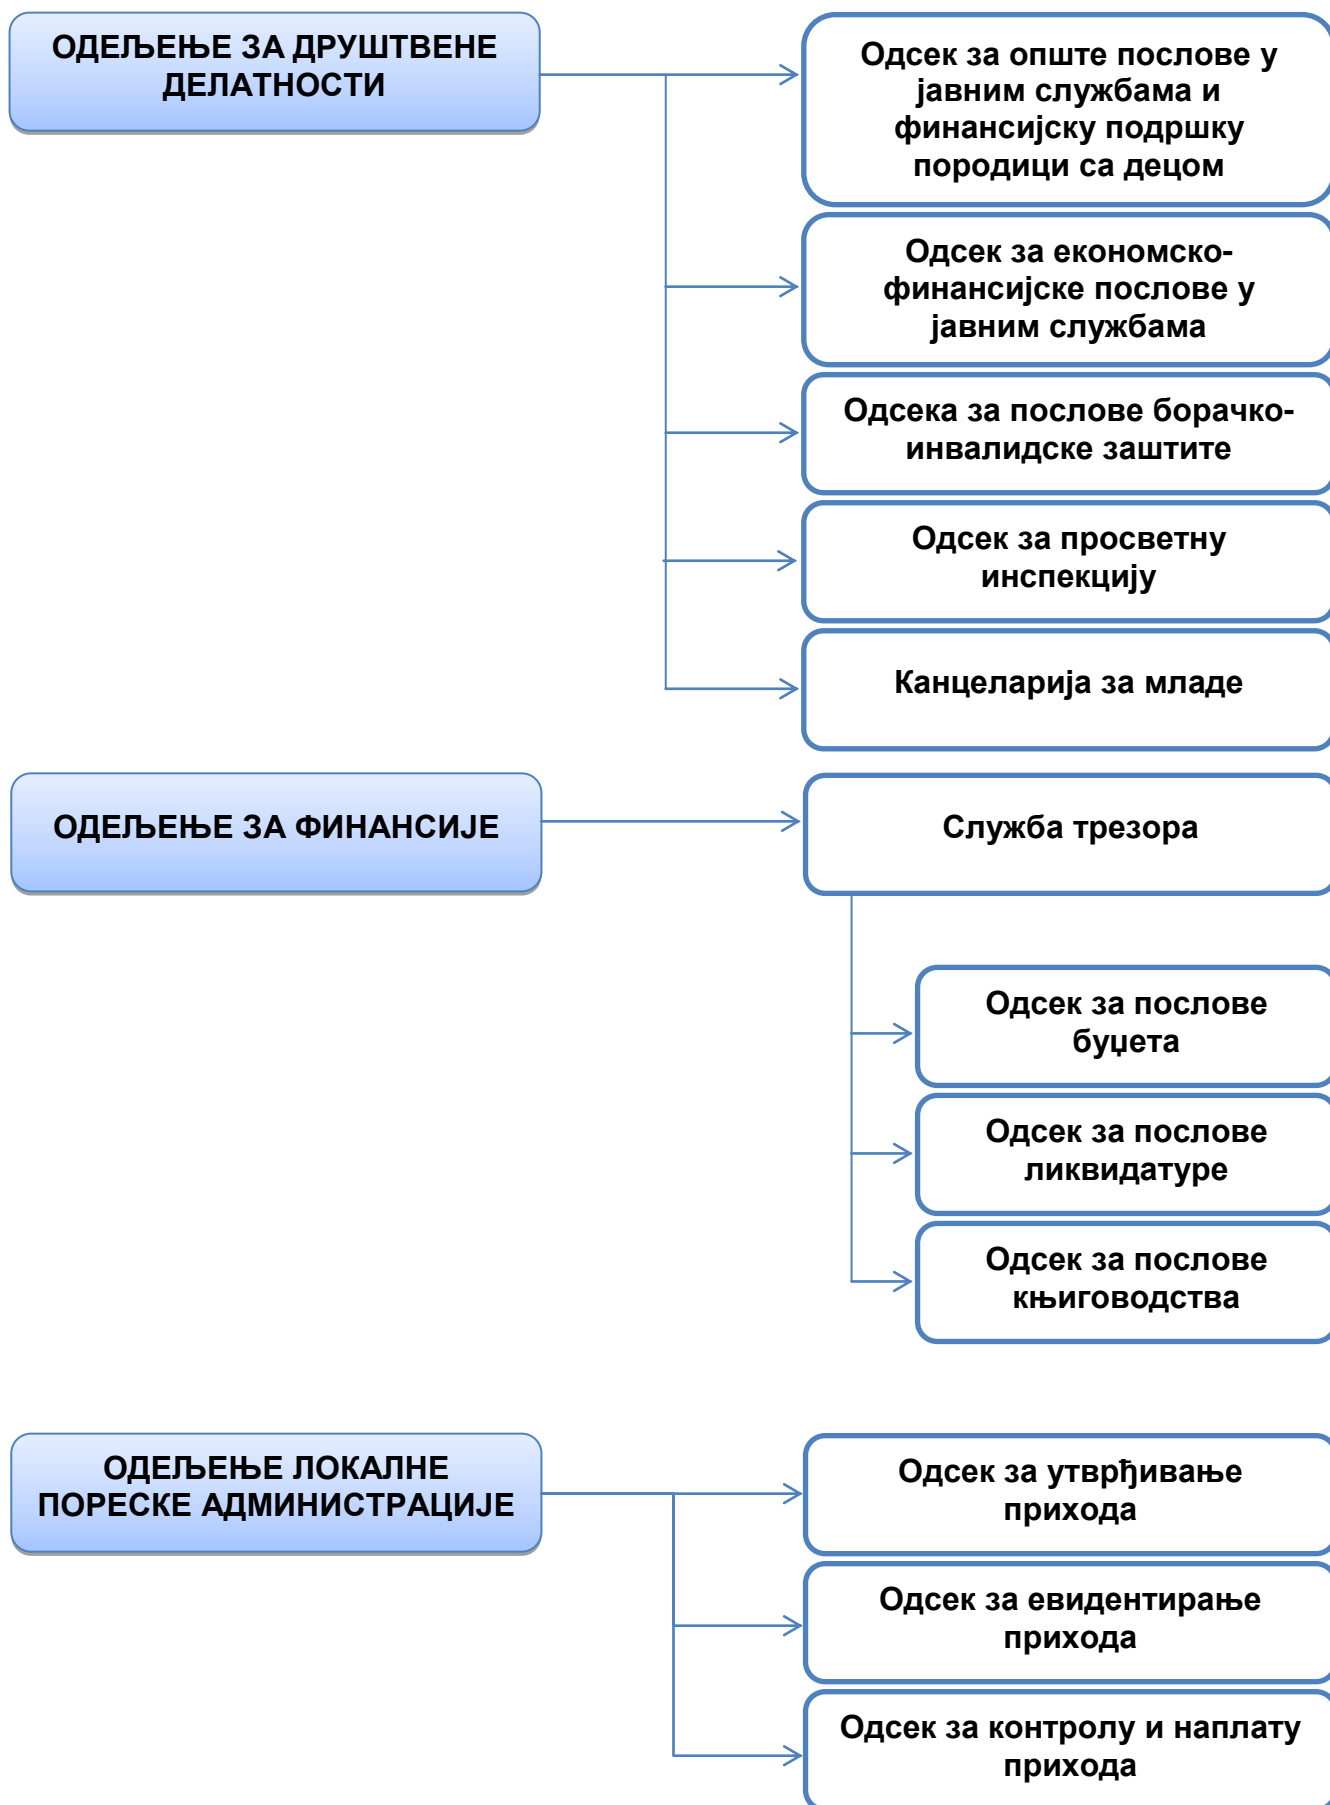 ОДЕЉЕЊЕ ЗА ДРУШТВЕНЕ
ДЕЛАТНОСТИ
Одсек за опште послове у
јавним службама и
финансијску подршку
породици са децом
Одсек за економско-
финансијске послове у
јавним службама
Одсека за послове борачко-
инвалидске заштите
Одсек за просветну
инспекцију
Канцеларија за младе
ОДЕЉЕЊЕ ЗА ФИНАНСИЈЕ
Служба трезора
Одсек за послове
буџета
Одсек за послове
ликвидатуре
Одсек за послове
књиговодства
ОДЕЉЕЊЕ ЛОКАЛНЕ
ПОРЕСКЕ АДМИНИСТРАЦИЈЕ
Одсек за утврђивање
прихода
Одсек за евидентирање
прихода
Одсек за контролу и наплату
прихода